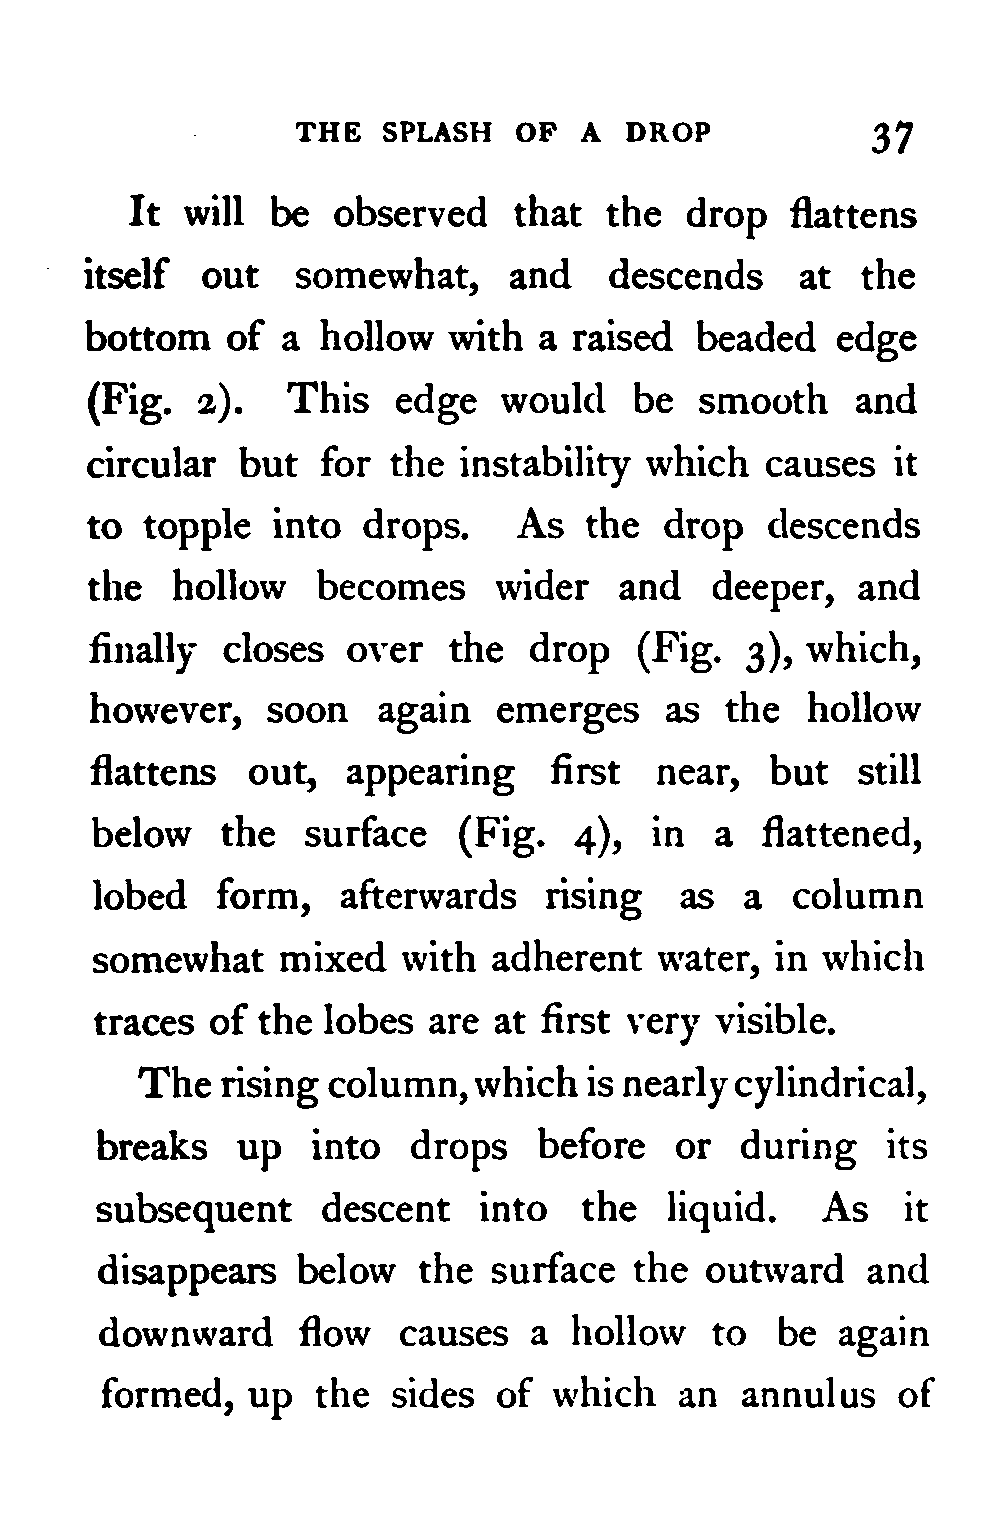 THE SPLASH OF A DROP 37
It will be observed that the drop flattens
itself out somewhat, and descends at the
bottom of a hollow with a raised beaded edge
(Fig. 2). This edge would be smooth and
circular but for the instability which causes it
to topple into drops. As the drop descends
the hollow becomes wider and deeper, and
finally closes over the drop (Fig. 3), which,
however, soon again emerges as the hollow
flattens out, appearing first near, but still
below the surface (Fig. 4), in a flattened,
lobed form, afterwards rising as a column
somewhat mixed with adherent water, in which
traces of the lobes are at first very visible.
The rising column, which is nearly cylindrical,
breaks up into drops before or during its
subsequent descent into the liquid. As it
disappears below the surface the outward and
downward flow causes a hollow to be again
formed, up the sides of which an annulus of